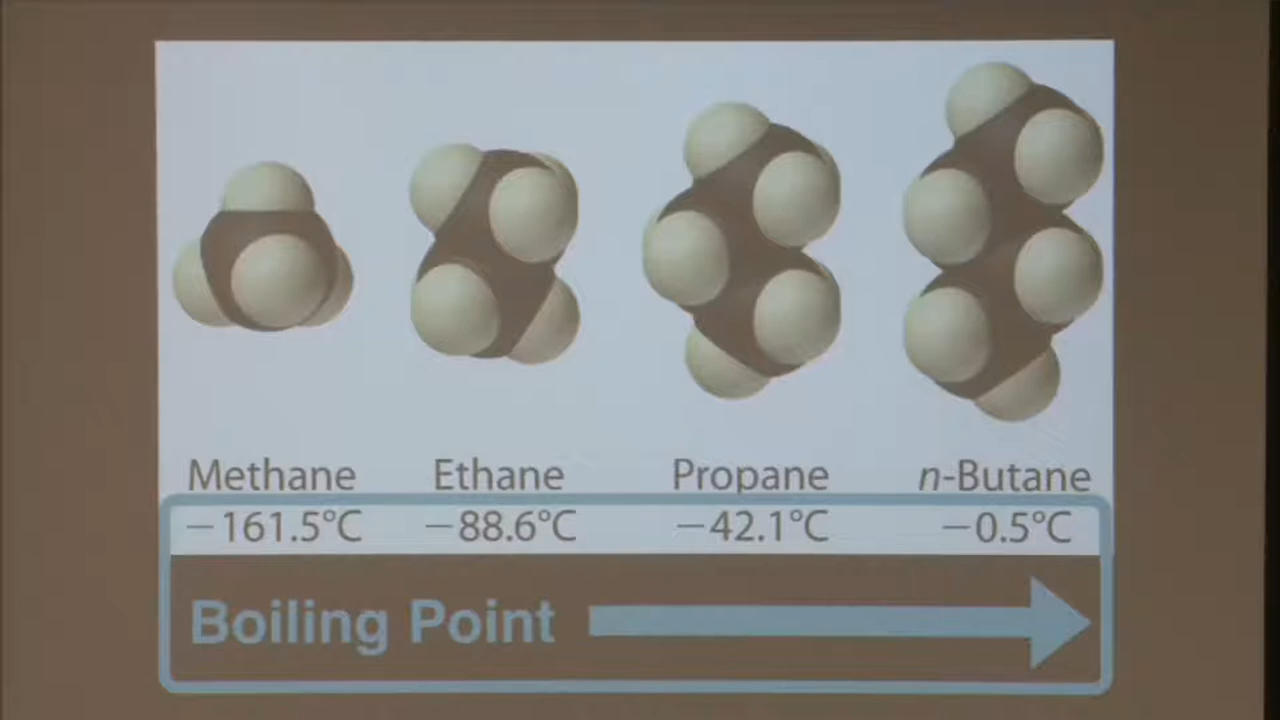 Methane Ethane Propane n-Butane
−161.5°C −88.6°C −42.1°C −0.5°C
Boiling Point